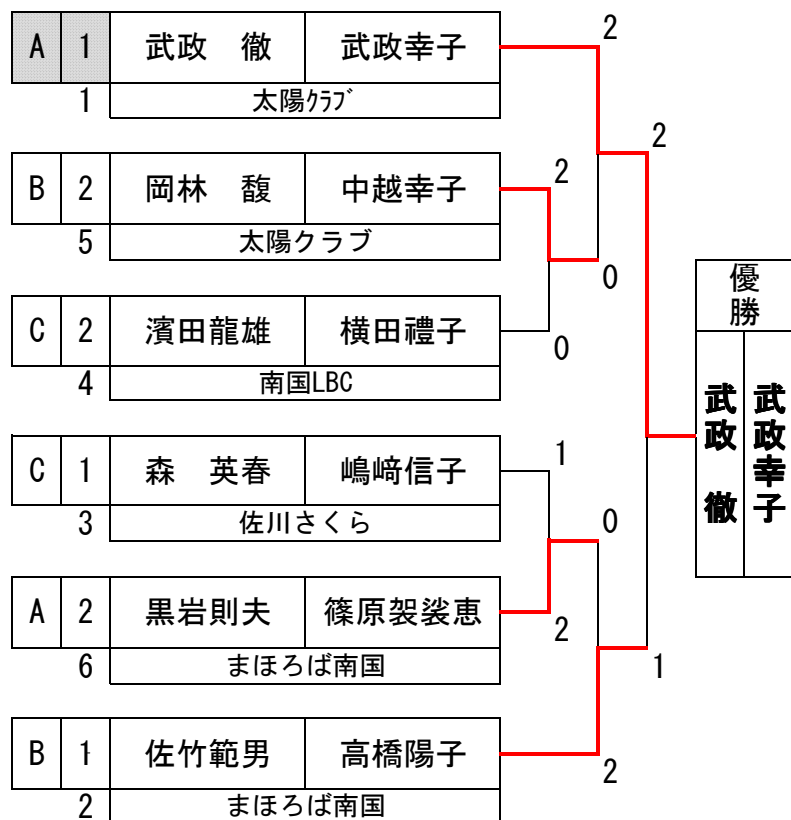 A 1 武政　徹 武政幸子
1 太陽ｸﾗﾌﾞ
B 2 岡林　馥 中越幸子
5 太陽クラブ
C 2 濱田龍雄 横田禮子
4 南国LBC
C 1 森　英春 嶋﨑信子
3 佐川さくら
A 2 黒岩則夫 篠原袈裟恵
6 まほろば南国
B 1 佐竹範男 高橋陽子
2 まほろば南国
2
2
0
0
1
2
0
2
2
1
優勝
武政　徹
武政幸子